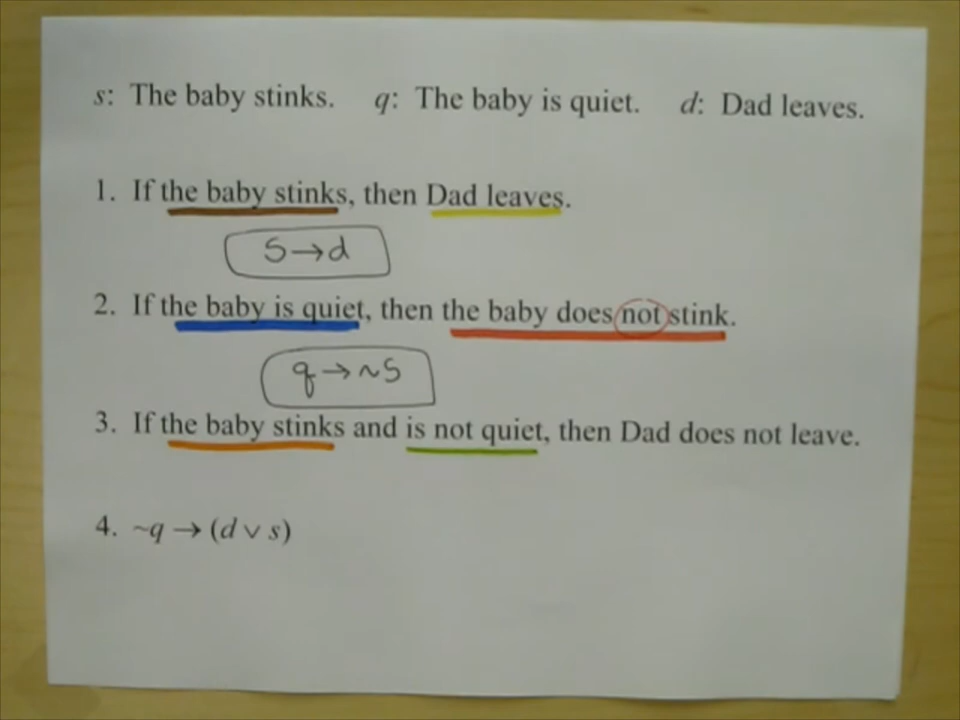 s: The baby stinks. q: The baby is quiet. d: Dad leaves.
1. If the baby stinks, then Dad leaves.
s→d
2. If the baby is quiet, then the baby does not stink.
q→~s
3. If the baby stinks and is not quiet, then Dad does not leave.
4. ~q → (d ∨ s)